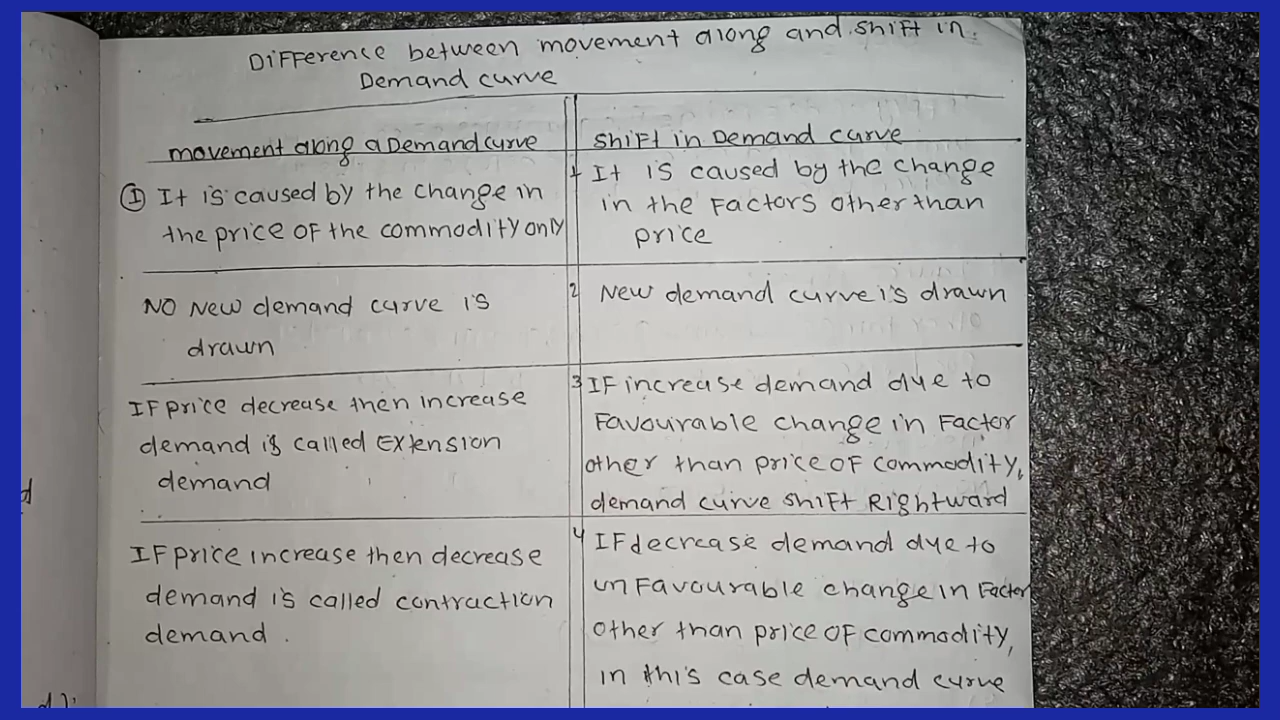 Difference between movement along and shift in
Demand curve
movement along a Demand curve
① It is caused by the change in
the price of the commodity only
No New demand curve is
drawn
IF price decrease then increase
demand is called Extension
demand
IF price increase then decrease
demand is called contraction
demand.
Shift in Demand curve
1 It is caused by the change
in the Factors other than
price
2 New demand curve is drawn
3 IF increase demand due to
Favourable change in Factor
other than price of commodity,
demand curve shift Rightward
4 IF decrease demand due to
unFavourable change in Factor
other than price of commodity,
in this case demand curve